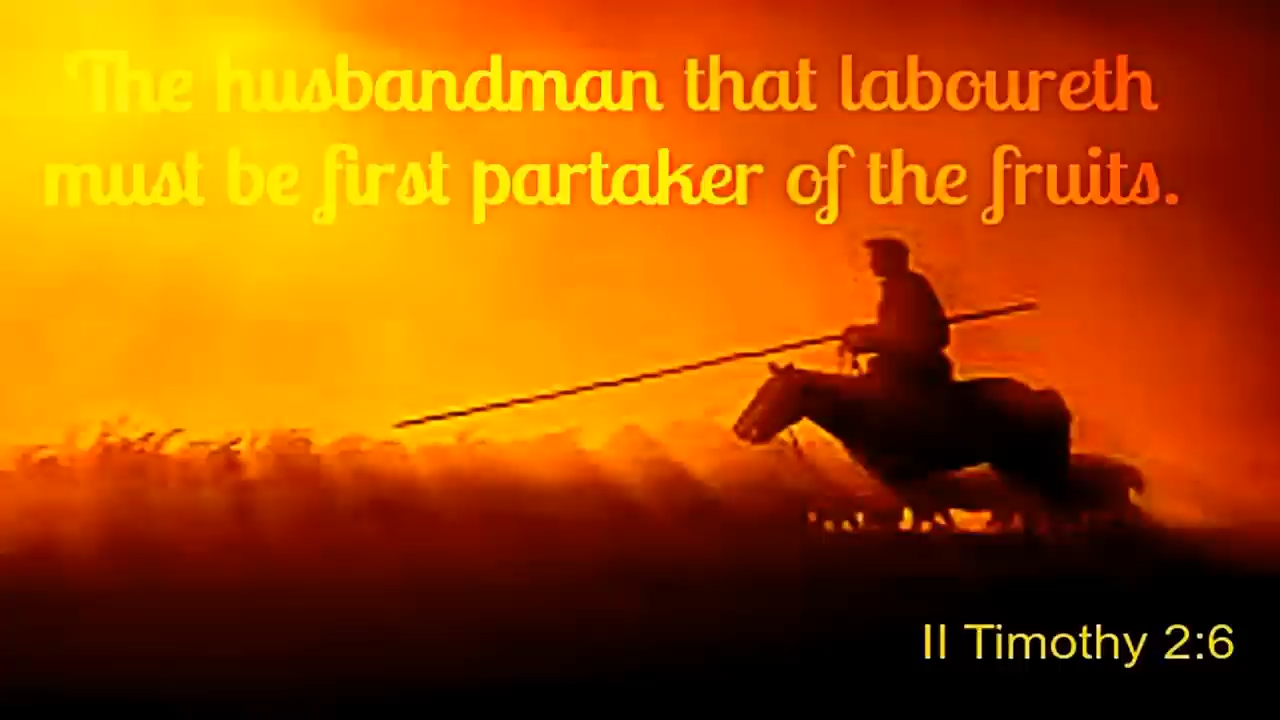 The husbandman that laboureth
must be first partaker of the fruits.
II Timothy 2:6